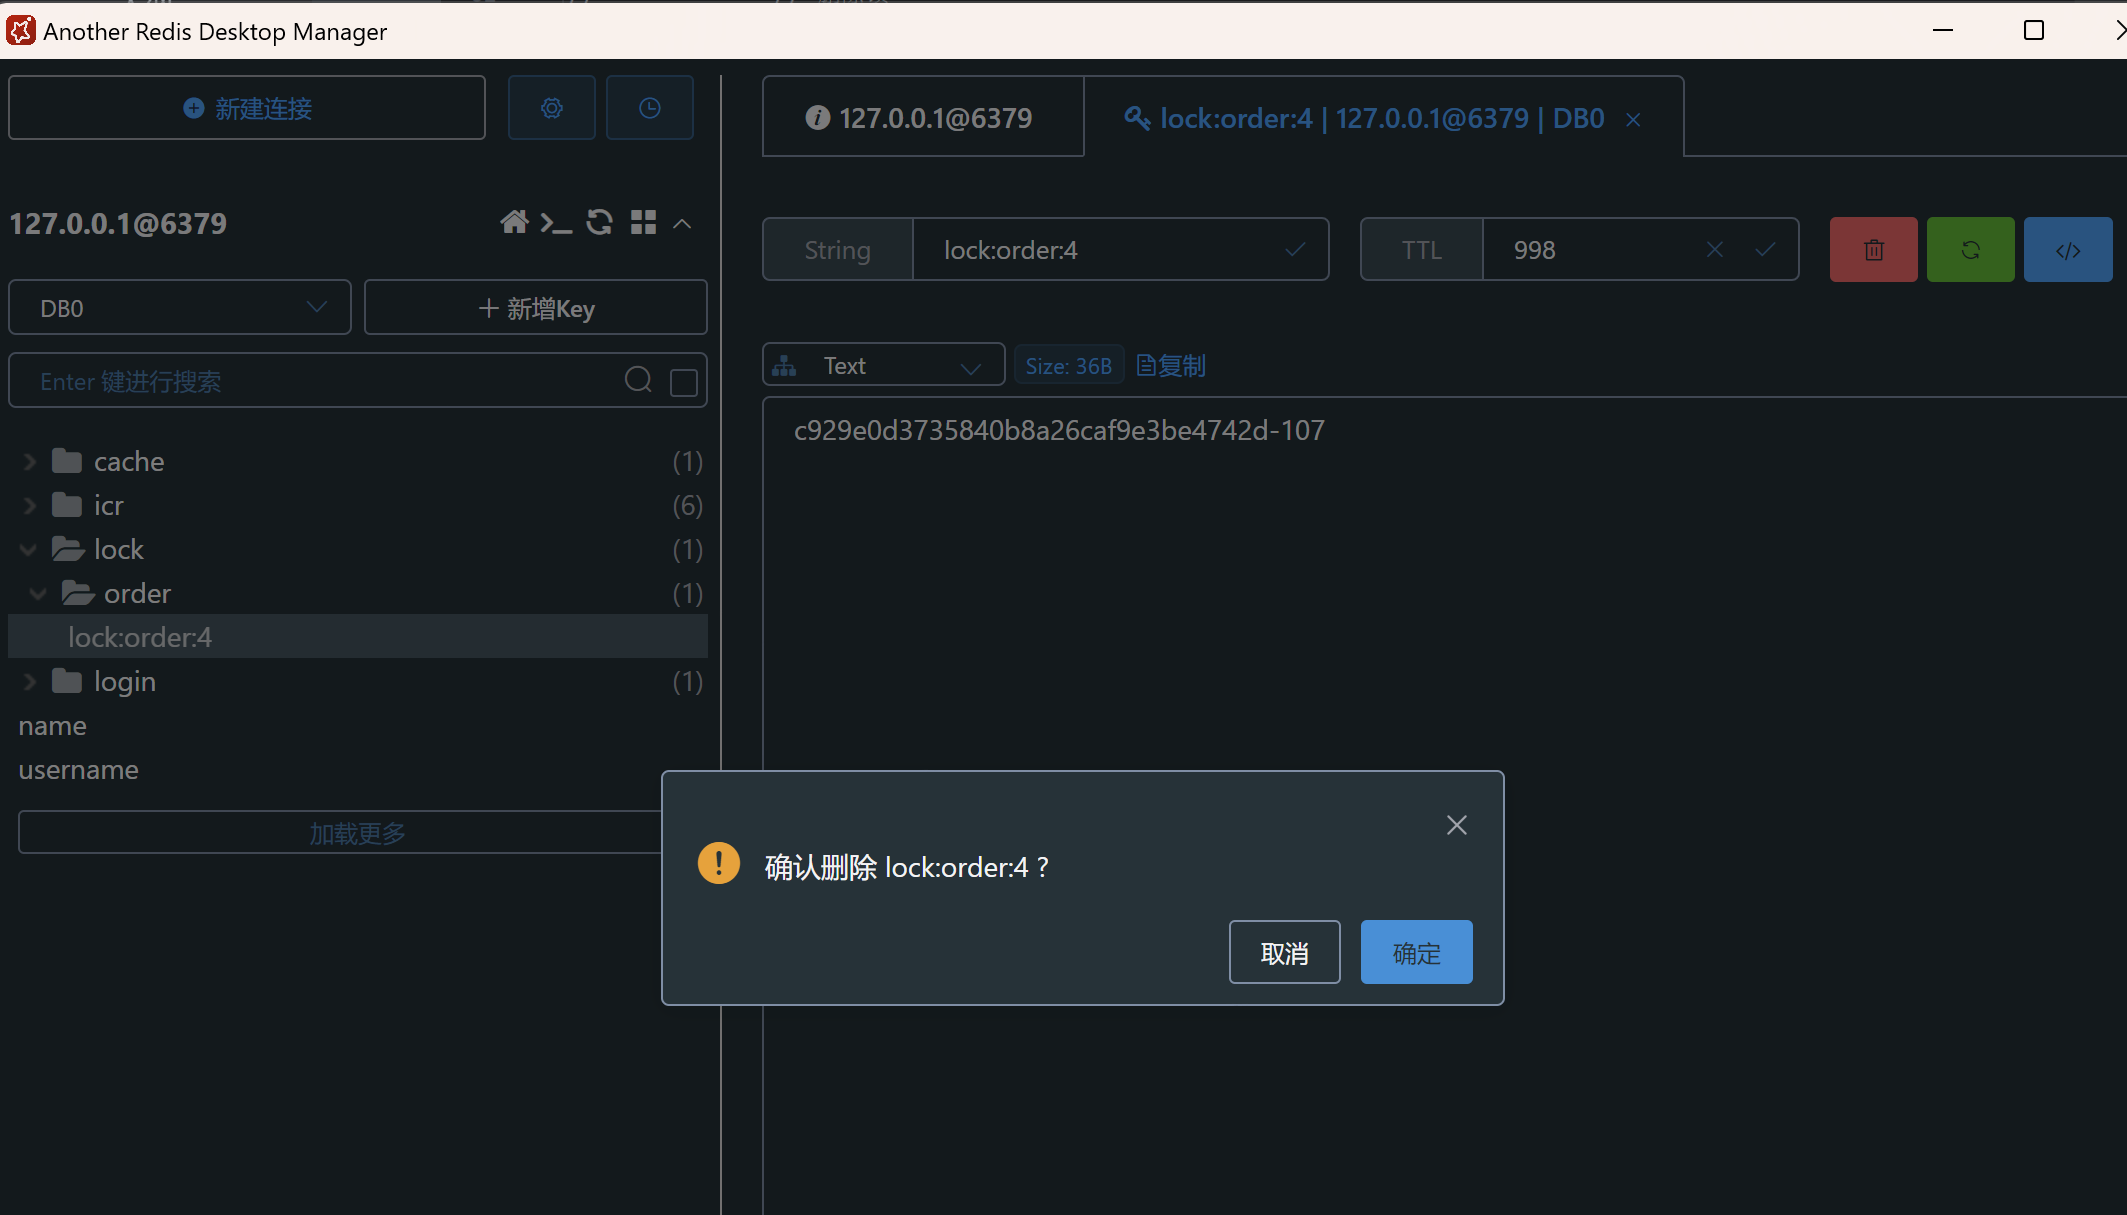 Another Redis Desktop Manager
新建连接
127.0.0.1@6379
lock:order:4 | 127.0.0.1@6379 | DB0
127.0.0.1@6379
String
lock:order:4
TTL
998
DB0
新增Key
Enter 键进行搜索
Text
Size: 36B
复制
c929e0d3735840b8a26caf9e3be4742d-107
cache (1)
icr (6)
lock (1)
order (1)
lock:order:4
login (1)
name
username
加载更多
确认删除 lock:order:4 ?
取消
确定